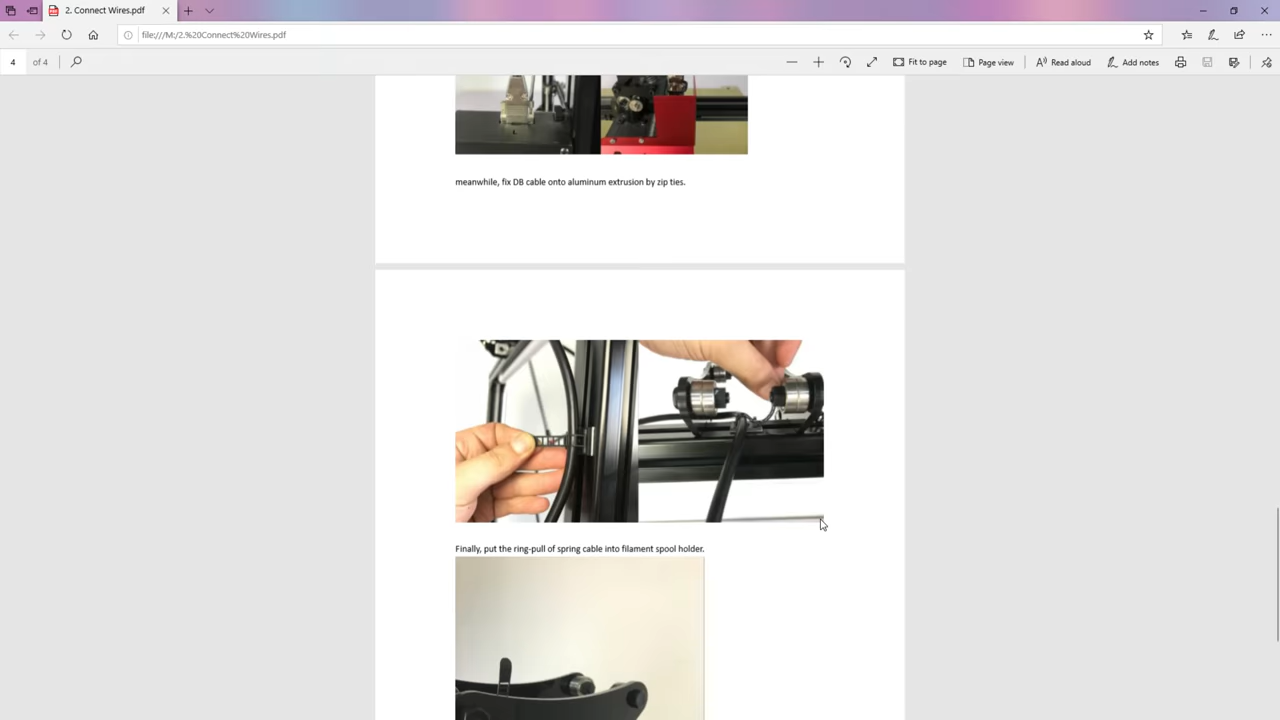 2. Connect Wires.pdf
file:///M:/2.%20Connect%20Wires.pdf
4 of 4
Fit to page
Page view
Read aloud
Add notes
L
meanwhile, fix DB cable onto aluminum extrusion by zip ties.
Finally, put the ring-pull of spring cable into filament spool holder.